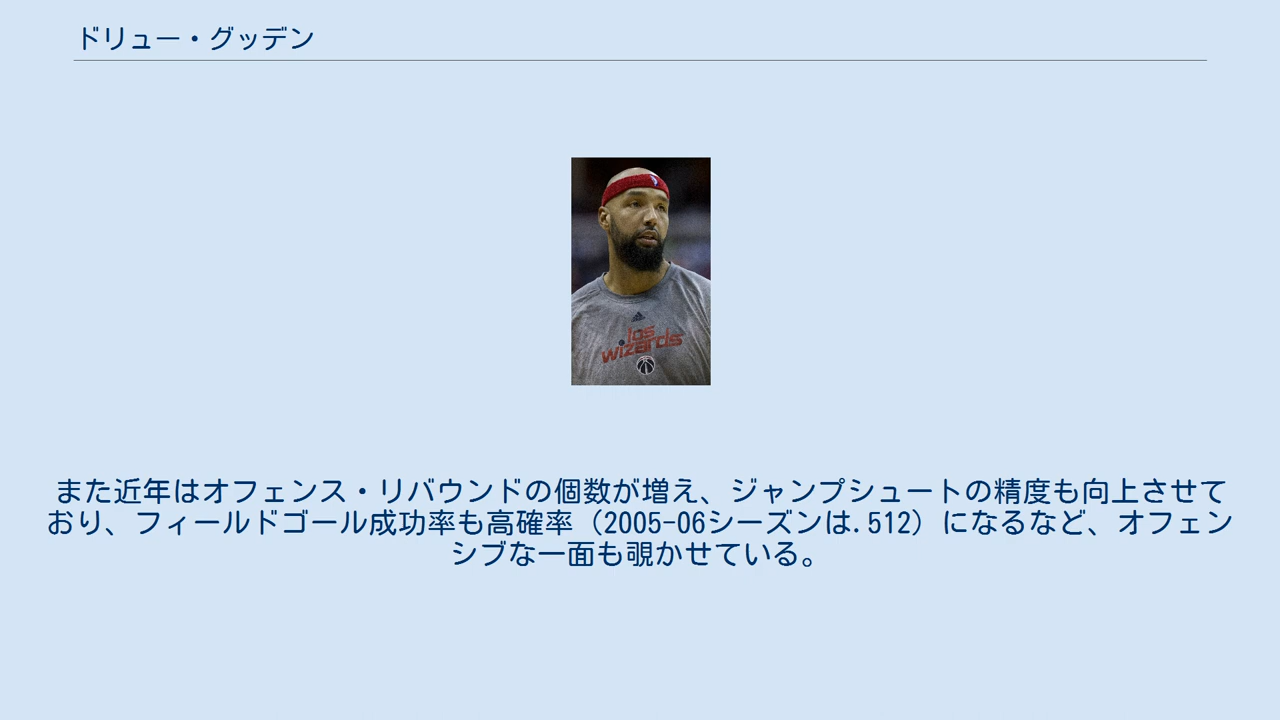 ドリュー・グッデン
los
wizards
また近年はオフェンス・リバウンドの個数が増え、ジャンプシュートの精度も向上させて
おり、フィールドゴール成功率も高確率（2005-06シーズンは.512）になるなど、オフェン
シブな一面も覗かせている。